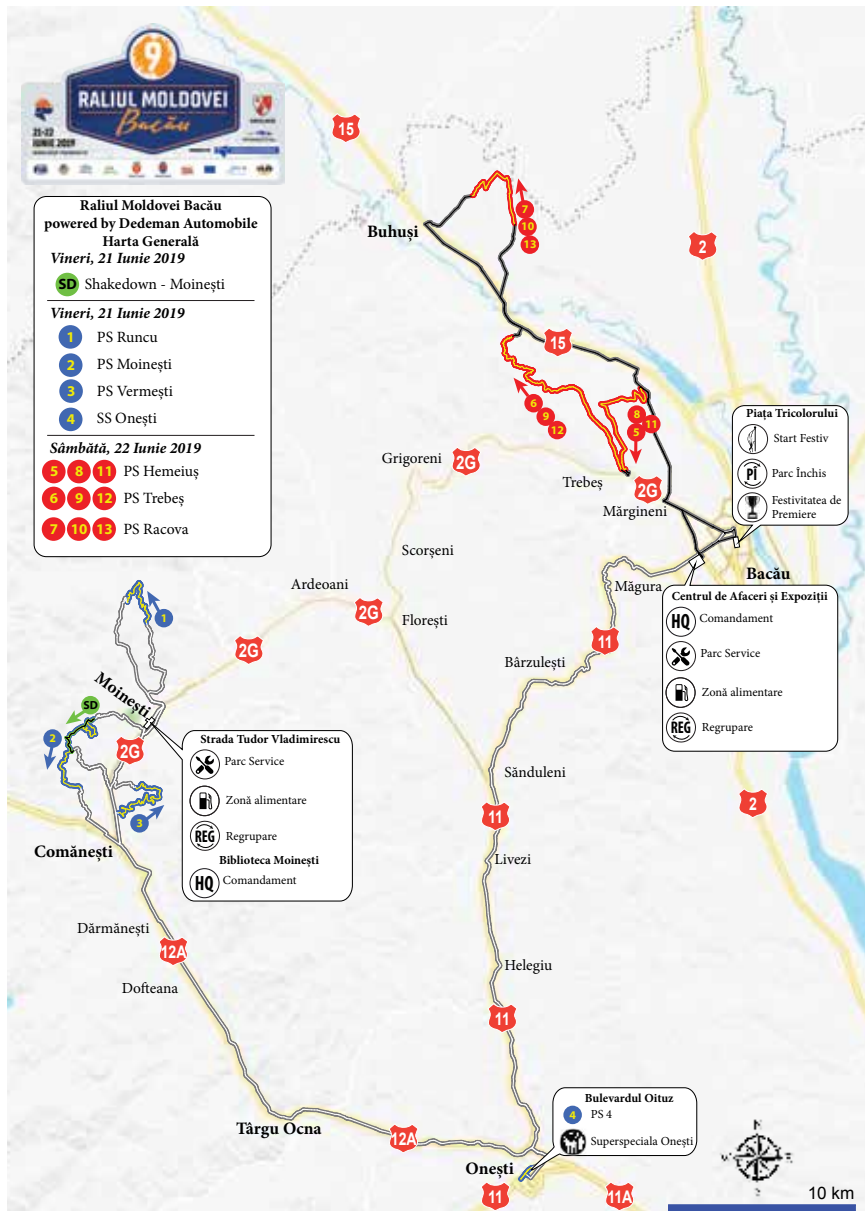 9
RALIUL MOLDOVEI
Bacău
21-22
IUNIE 2019
Raliul Moldovei Bacău
powered by Dedeman Automobile
Harta Generală
Vineri, 21 Iunie 2019
SD Shakedown - Moinești
Vineri, 21 Iunie 2019
1 PS Runcu
2 PS Moinești
3 PS Vermești
4 SS Onești
Sâmbătă, 22 Iunie 2019
5 8 11 PS Hemeiuș
6 9 12 PS Trebeș
7 10 13 PS Racova
15
2
Buhuși
7
10
13
15
6
9
12
8
5 11
Piața Tricolorului
Start Festiv
PÎ Parc Închis
Festivitatea de
Premiere
Grigoreni
2G
Trebeș
2G
Mărgineni
Scorșeni
Ardeoani
2G
Florești
Măgura
Bacău
11
Centrul de Afaceri și Expoziții
HQ Comandament
Parc Service
Zonă alimentare
REG Regrupare
1
2G
Bârzulești
Moinești
SD
2
2G
3
Strada Tudor Vladimirescu
Parc Service
Zonă alimentare
REG Regrupare
Biblioteca Moinești
HQ Comandament
Sănduleni
11
2
Comănești
Livezi
Dărmănești
12A
Dofteana
Helegiu
11
Târgu Ocna
12A
Bulevardul Oituz
4 PS 4
Superspeciala Onești
Onești
11
11A
N
E
10 km